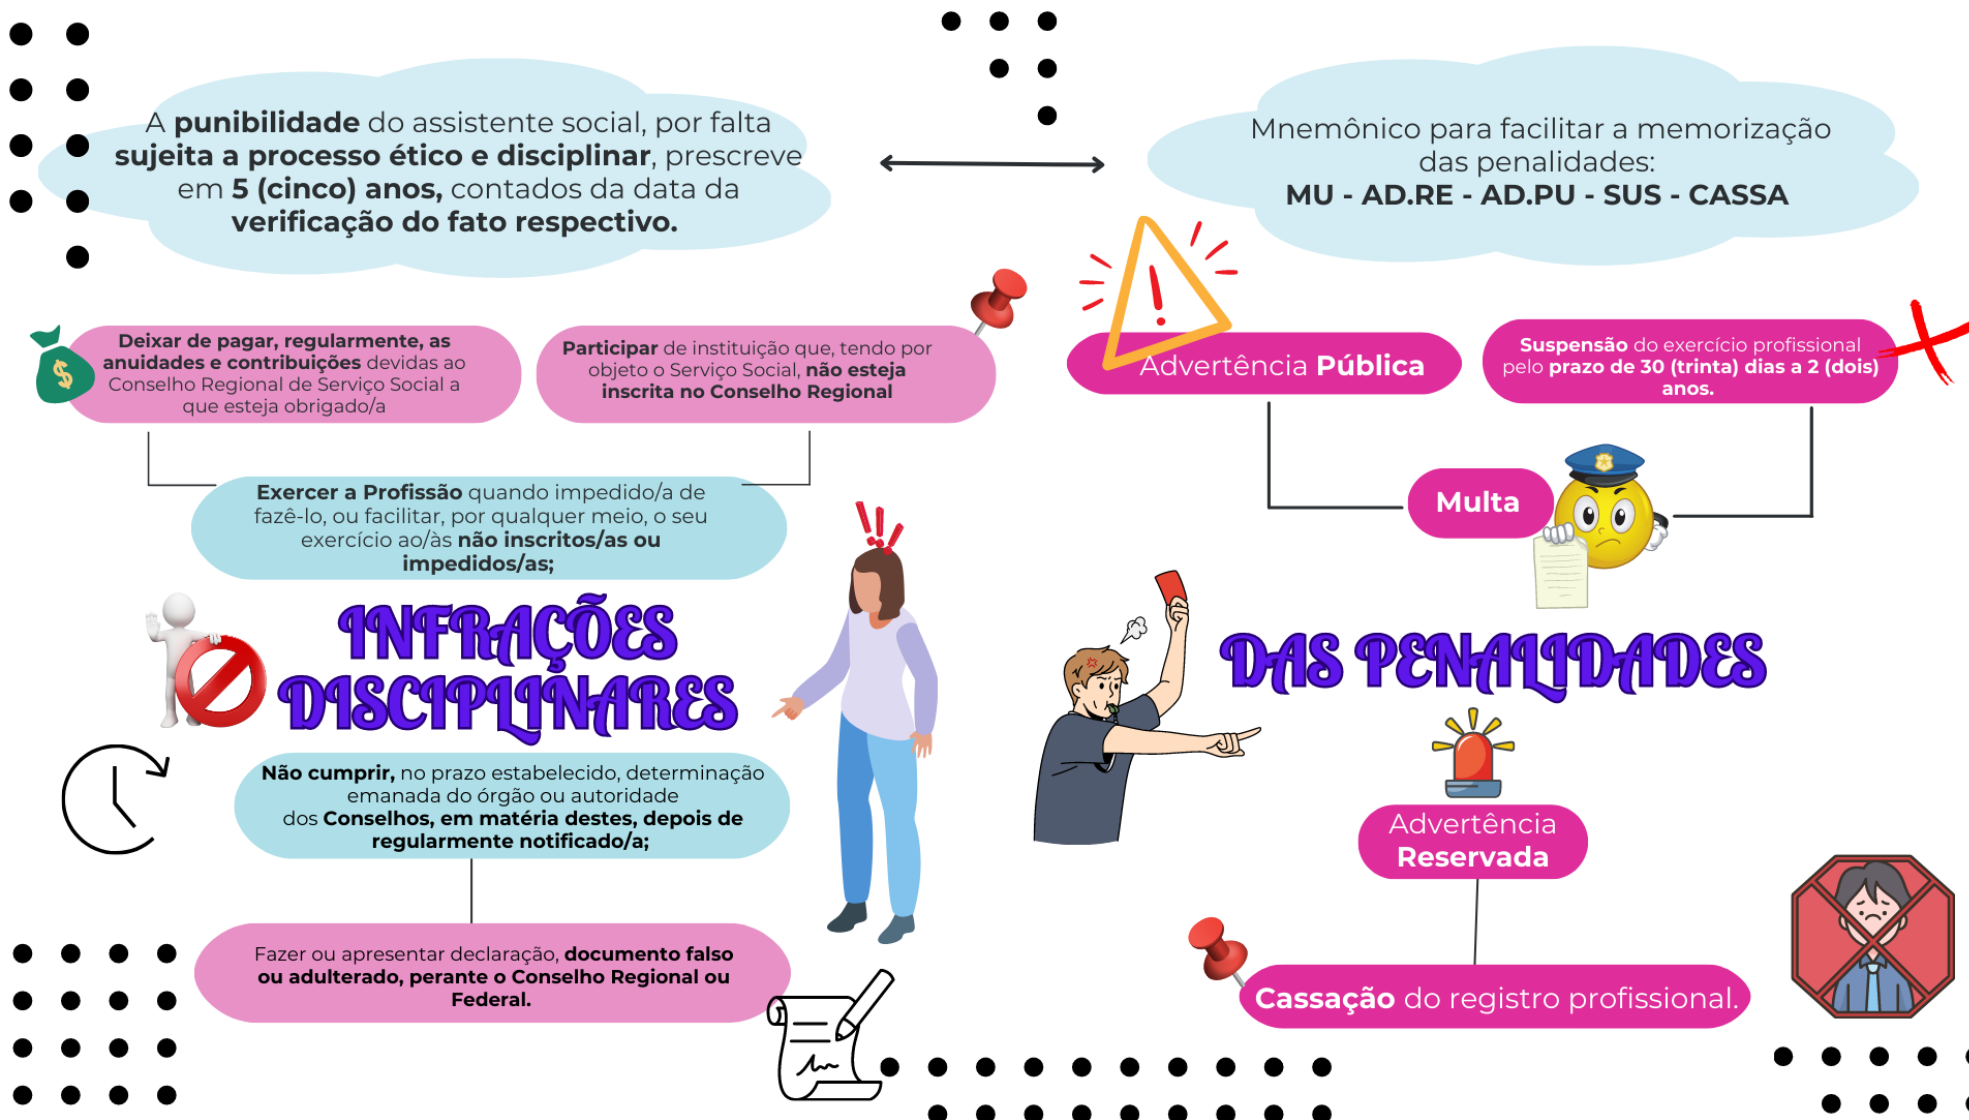 A punibilidade do assistente social, por falta
sujeita a processo ético e disciplinar, prescreve
em 5 (cinco) anos, contados da data da
verificação do fato respectivo.
Mnemônico para facilitar a memorização
das penalidades:
MU - AD.RE - AD.PU - SUS - CASSA
Deixar de pagar, regularmente, as
anuidades e contribuições devidas ao
Conselho Regional de Serviço Social a
que esteja obrigado/a
Participar de instituição que, tendo por
objeto o Serviço Social, não esteja
inscrita no Conselho Regional
Exercer a Profissão quando impedido/a de
fazê-lo, ou facilitar, por qualquer meio, o seu
exercício ao/às não inscritos/as ou
impedidos/as;
INFRAÇÕES
DISCIPLINARES
Não cumprir, no prazo estabelecido, determinação
emanada do órgão ou autoridade
dos Conselhos, em matéria destes, depois de
regularmente notificado/a;
Fazer ou apresentar declaração, documento falso
ou adulterado, perante o Conselho Regional ou
Federal.
Advertência Pública
Suspensão do exercício profissional
pelo prazo de 30 (trinta) dias a 2 (dois)
anos.
Multa
DAS PENALIDADES
Advertência
Reservada
Cassação do registro profissional.